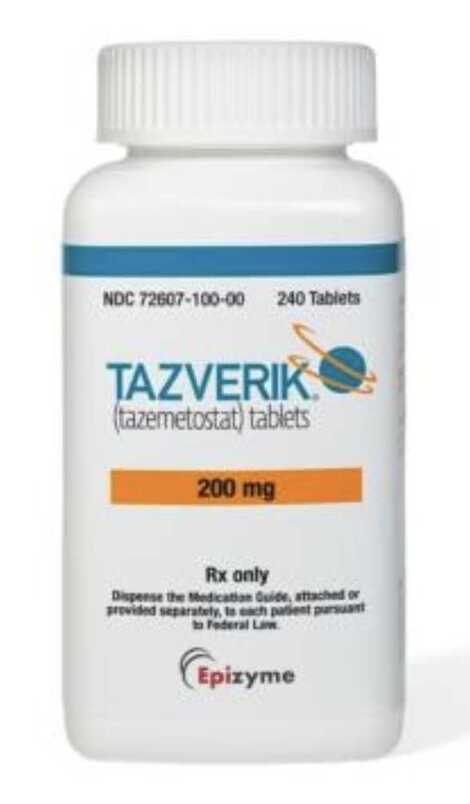 NDC 72607-100-00 240 Tablets
TAZVERIK®
(tazemetostat) tablets
200 mg
Rx only
Dispense the Medication Guide, attached or
provided separately, to each patient pursuant
to Federal Law.
Epizyme